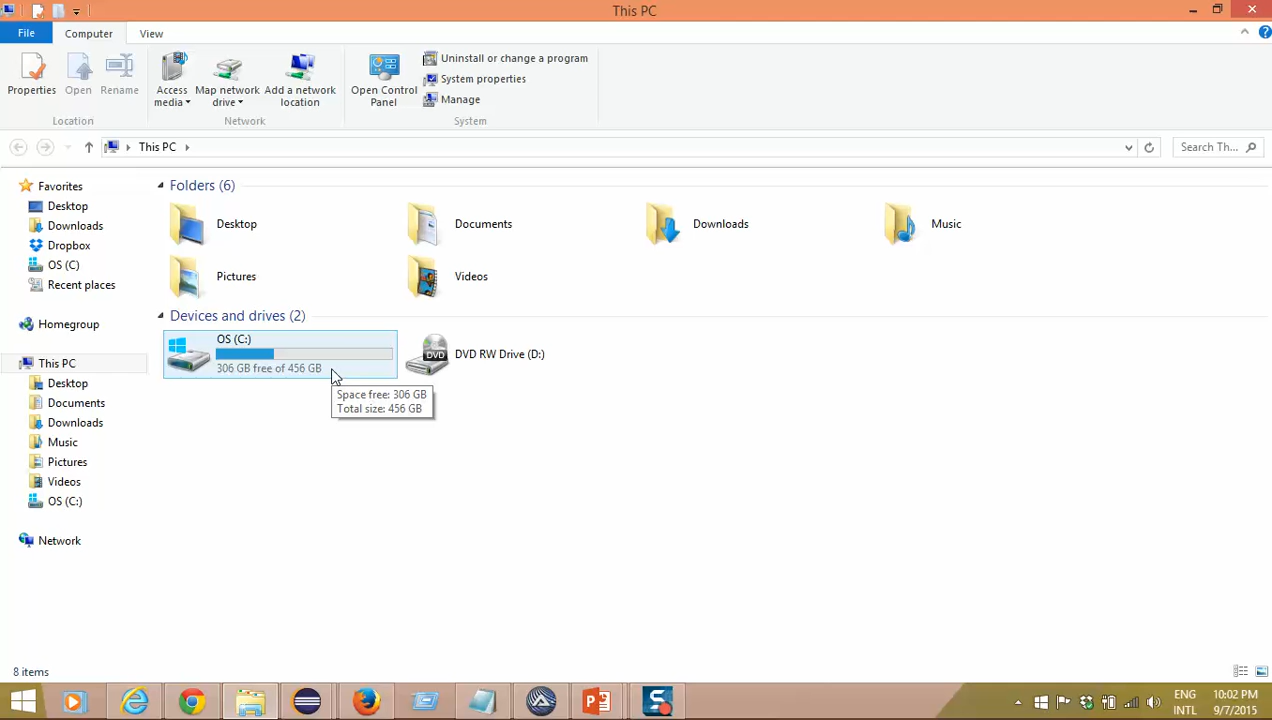 This PC
File
Computer
View
Properties
Open
Rename
Access media
Map network drive
Add a network location
Open Control Panel
Uninstall or change a program
System properties
Manage
Location
Network
System
This PC
Search Th...
Favorites
Desktop
Downloads
Dropbox
OS (C:)
Recent places
Homegroup
This PC
Desktop
Documents
Downloads
Music
Pictures
Videos
OS (C:)
Network
Folders (6)
Desktop
Documents
Downloads
Music
Pictures
Videos
Devices and drives (2)
OS (C:)
306 GB free of 456 GB
DVD
DVD RW Drive (D:)
Space free: 306 GB
Total size: 456 GB
8 items
ENG
INTL
10:02 PM
9/7/2015